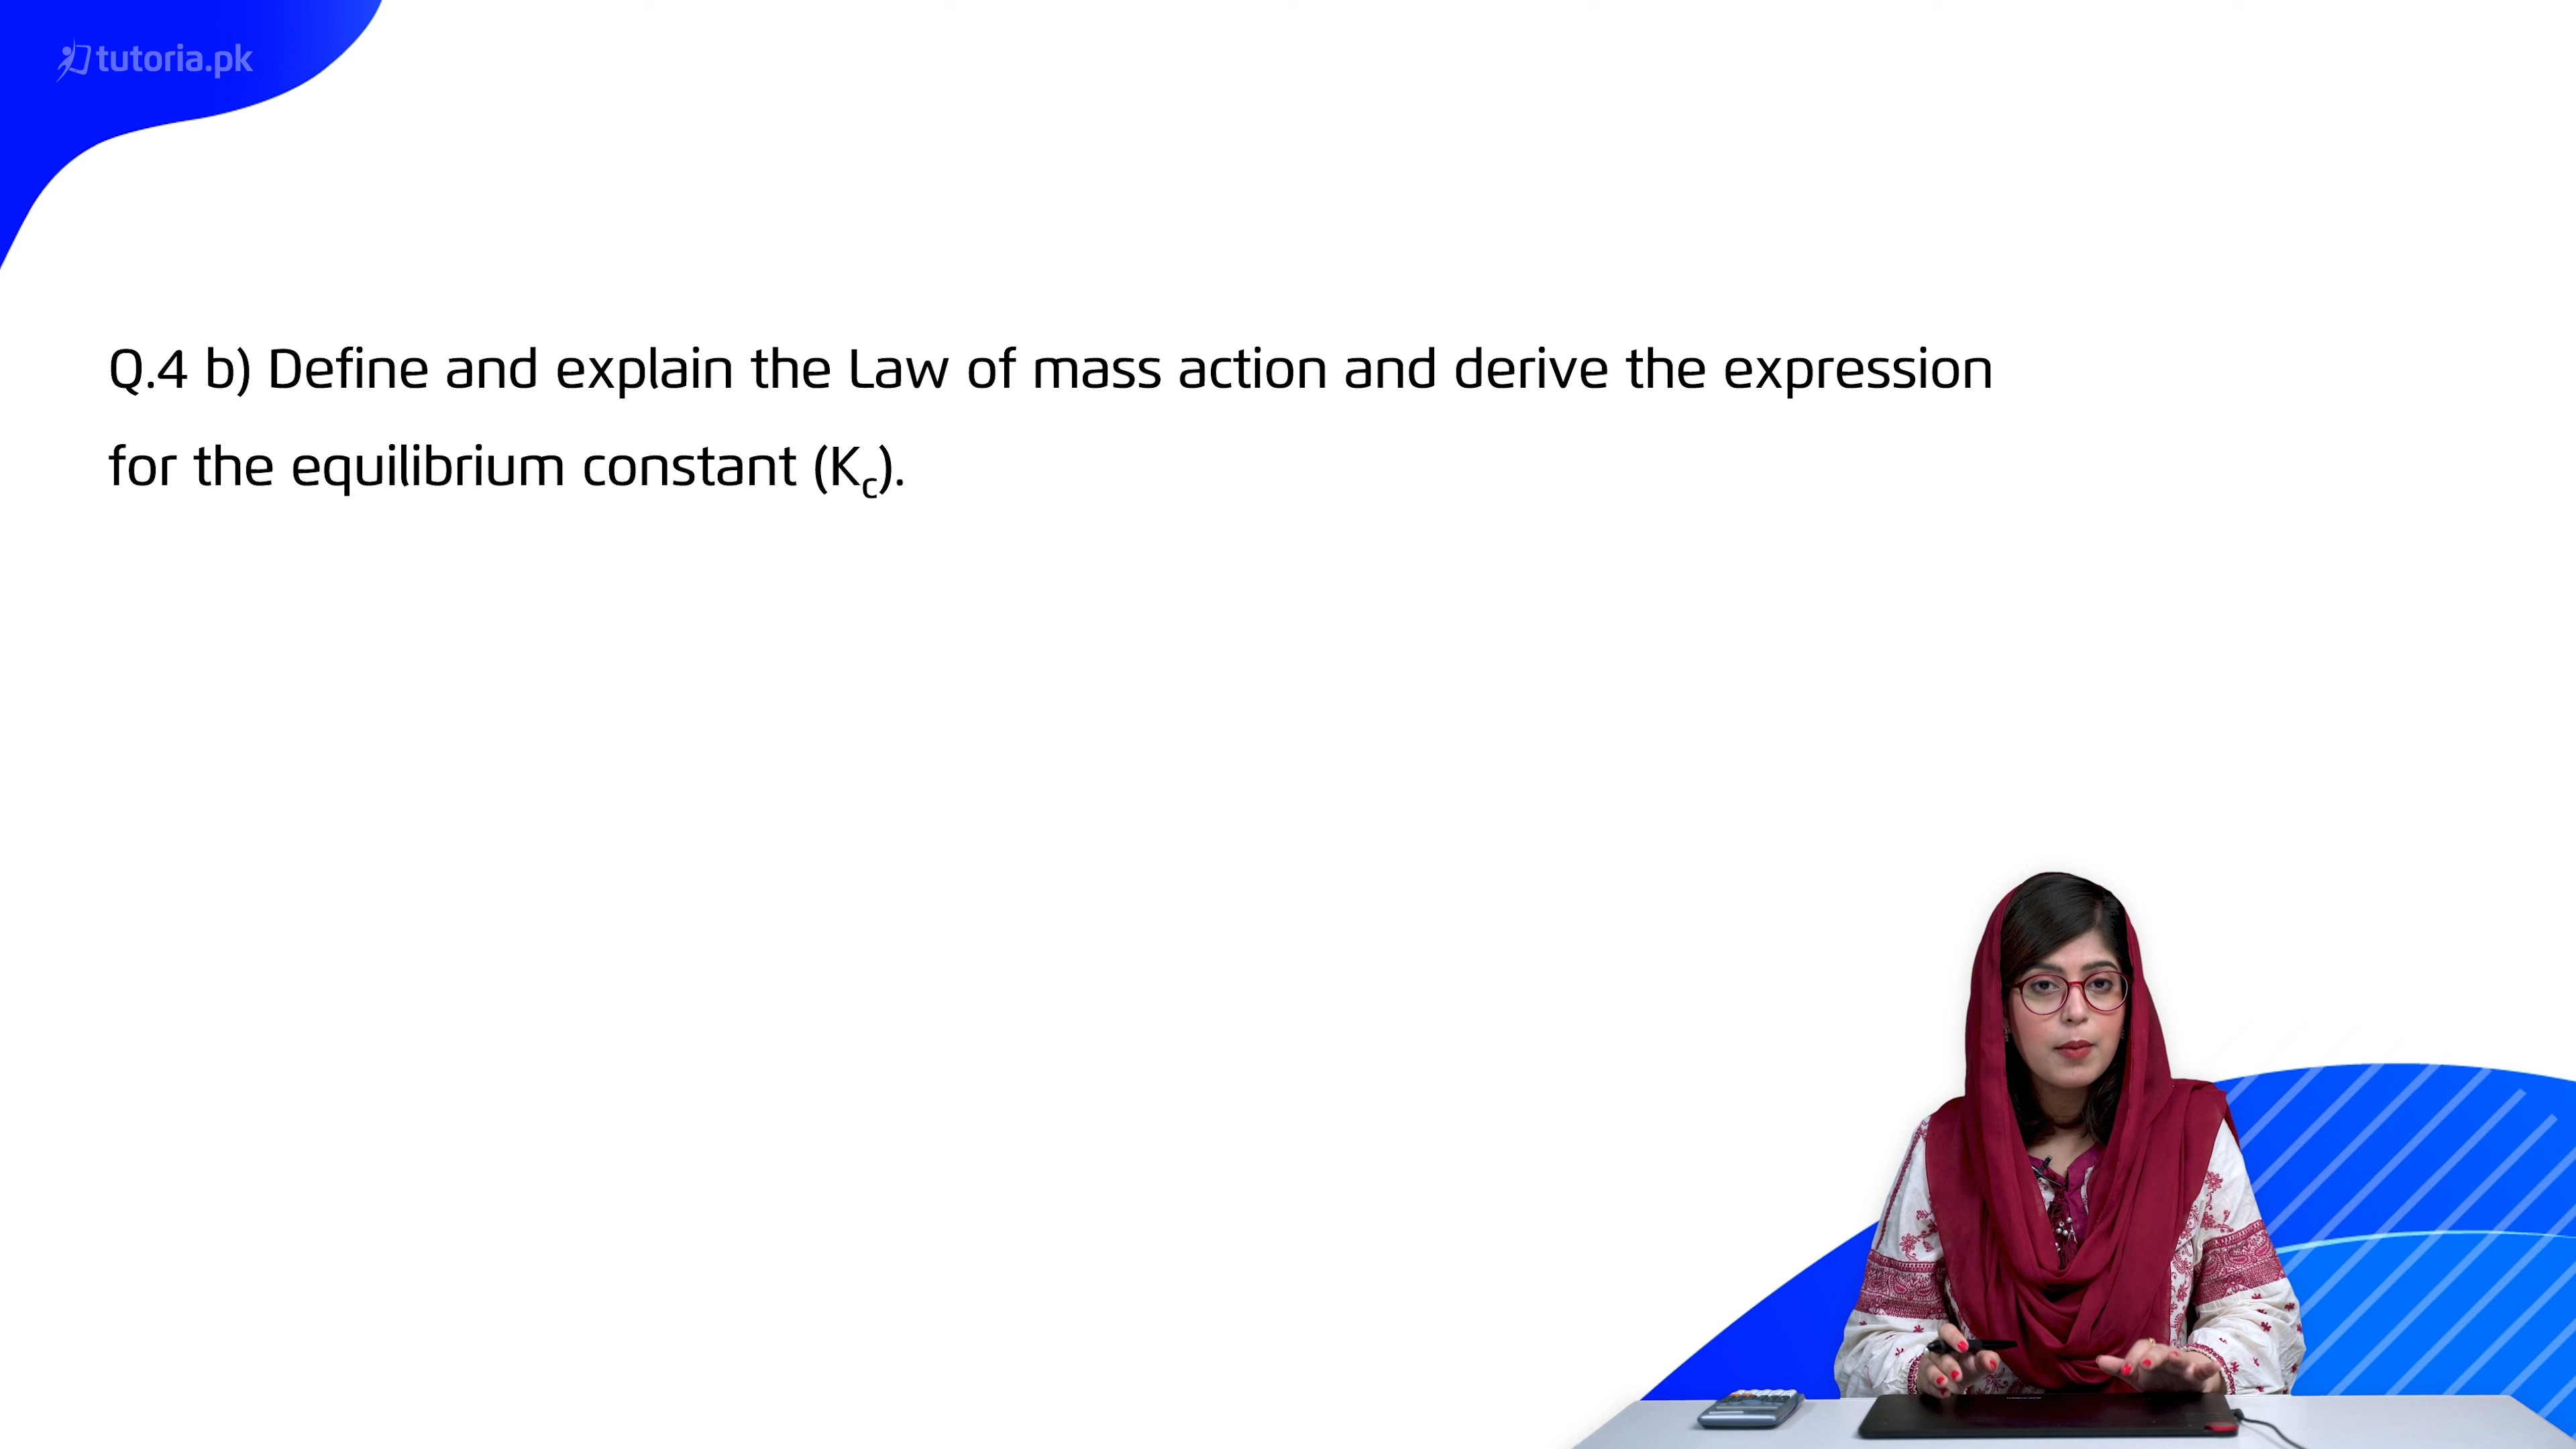 tutoria.pk
Q.4 b) Define and explain the Law of mass action and derive the expression
for the equilibrium constant (Kc).